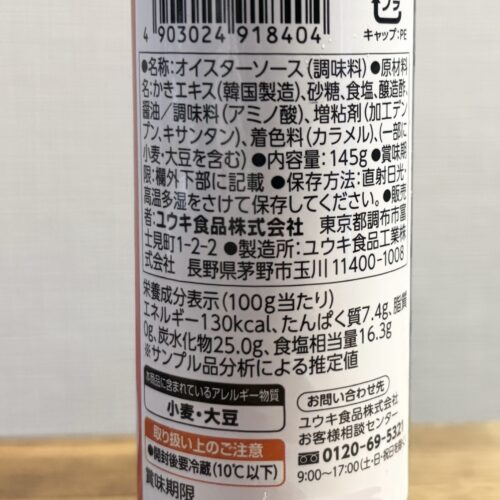 プラ
4 903024 918404
キャップ:PE
●名称:オイスターソース(調味料)●原材料
名:かきエキス(韓国製造)、砂糖、食塩、醸造酢、
醤油/調味料(アミノ酸)、増粘剤(加工デン
プン、キサンタン)、着色料(カラメル)、(一部に
小麦・大豆を含む)●内容量:145g●賞味期
限:欄外下部に記載●保存方法:直射日光・
高温多湿をさけて保存してください。●販売
者:ユウキ食品株式会社 東京都調布市富
士見町1-2-2●製造所:ユウキ食品工業株
式会社 長野県茅野市玉川11400-1008
栄養成分表示(100g当たり)
エネルギー130kcal、たんぱく質7.4g、脂質
0g、炭水化物25.0g、食塩相当量16.3g
※サンプル品分析による推定値
本商品に含まれているアレルギー物質
小麦・大豆
取り扱い上のご注意
●開封後要冷蔵(10℃以下)
賞味期限
お問い合わせ先
ユウキ食品株式会社
お客様相談センター
0120-69-5321
9:00〜17:00(土・日・祝日を除く)